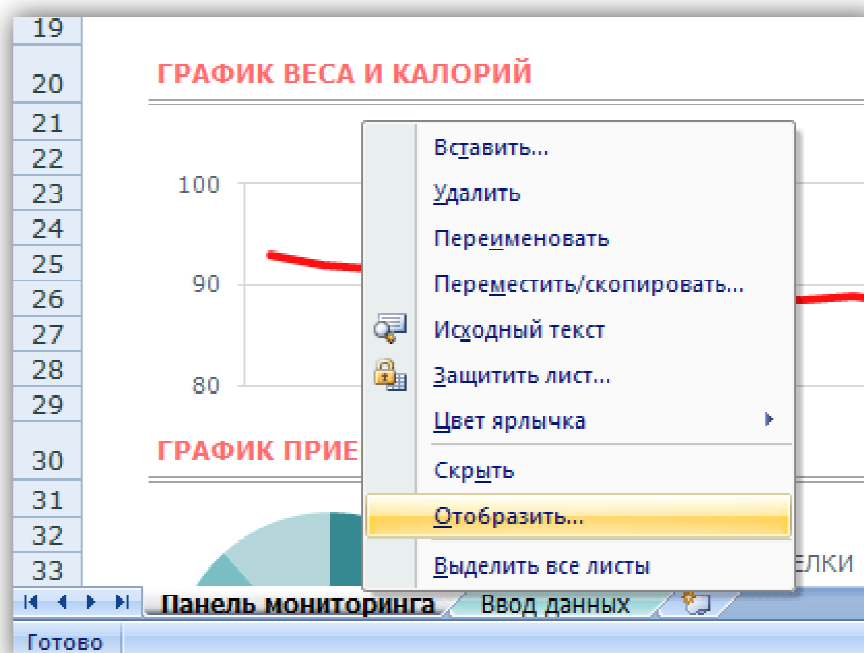 19
20
ГРАФИК ВЕСА И КАЛОРИЙ
21
Вставить...
22
23
100
Удалить
24
Переименовать
25
90
Переместить/скопировать...
26
27
Исходный текст
28
80
Защитить лист...
29
Цвет ярлычка
30
ГРАФИК ПРИЕ
Скрыть
31
Отобразить...
32
33
Выделить все листы
ЕЛКИ
Панель мониторинга Ввод данных
Готово